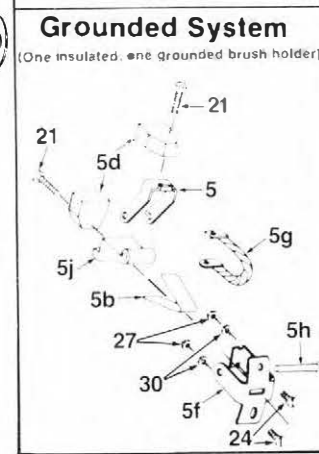 Grounded System
(One insulated, one grounded brush holder)
21
21
5d
5
5g
5j
5b
5h
27
30
5f
24